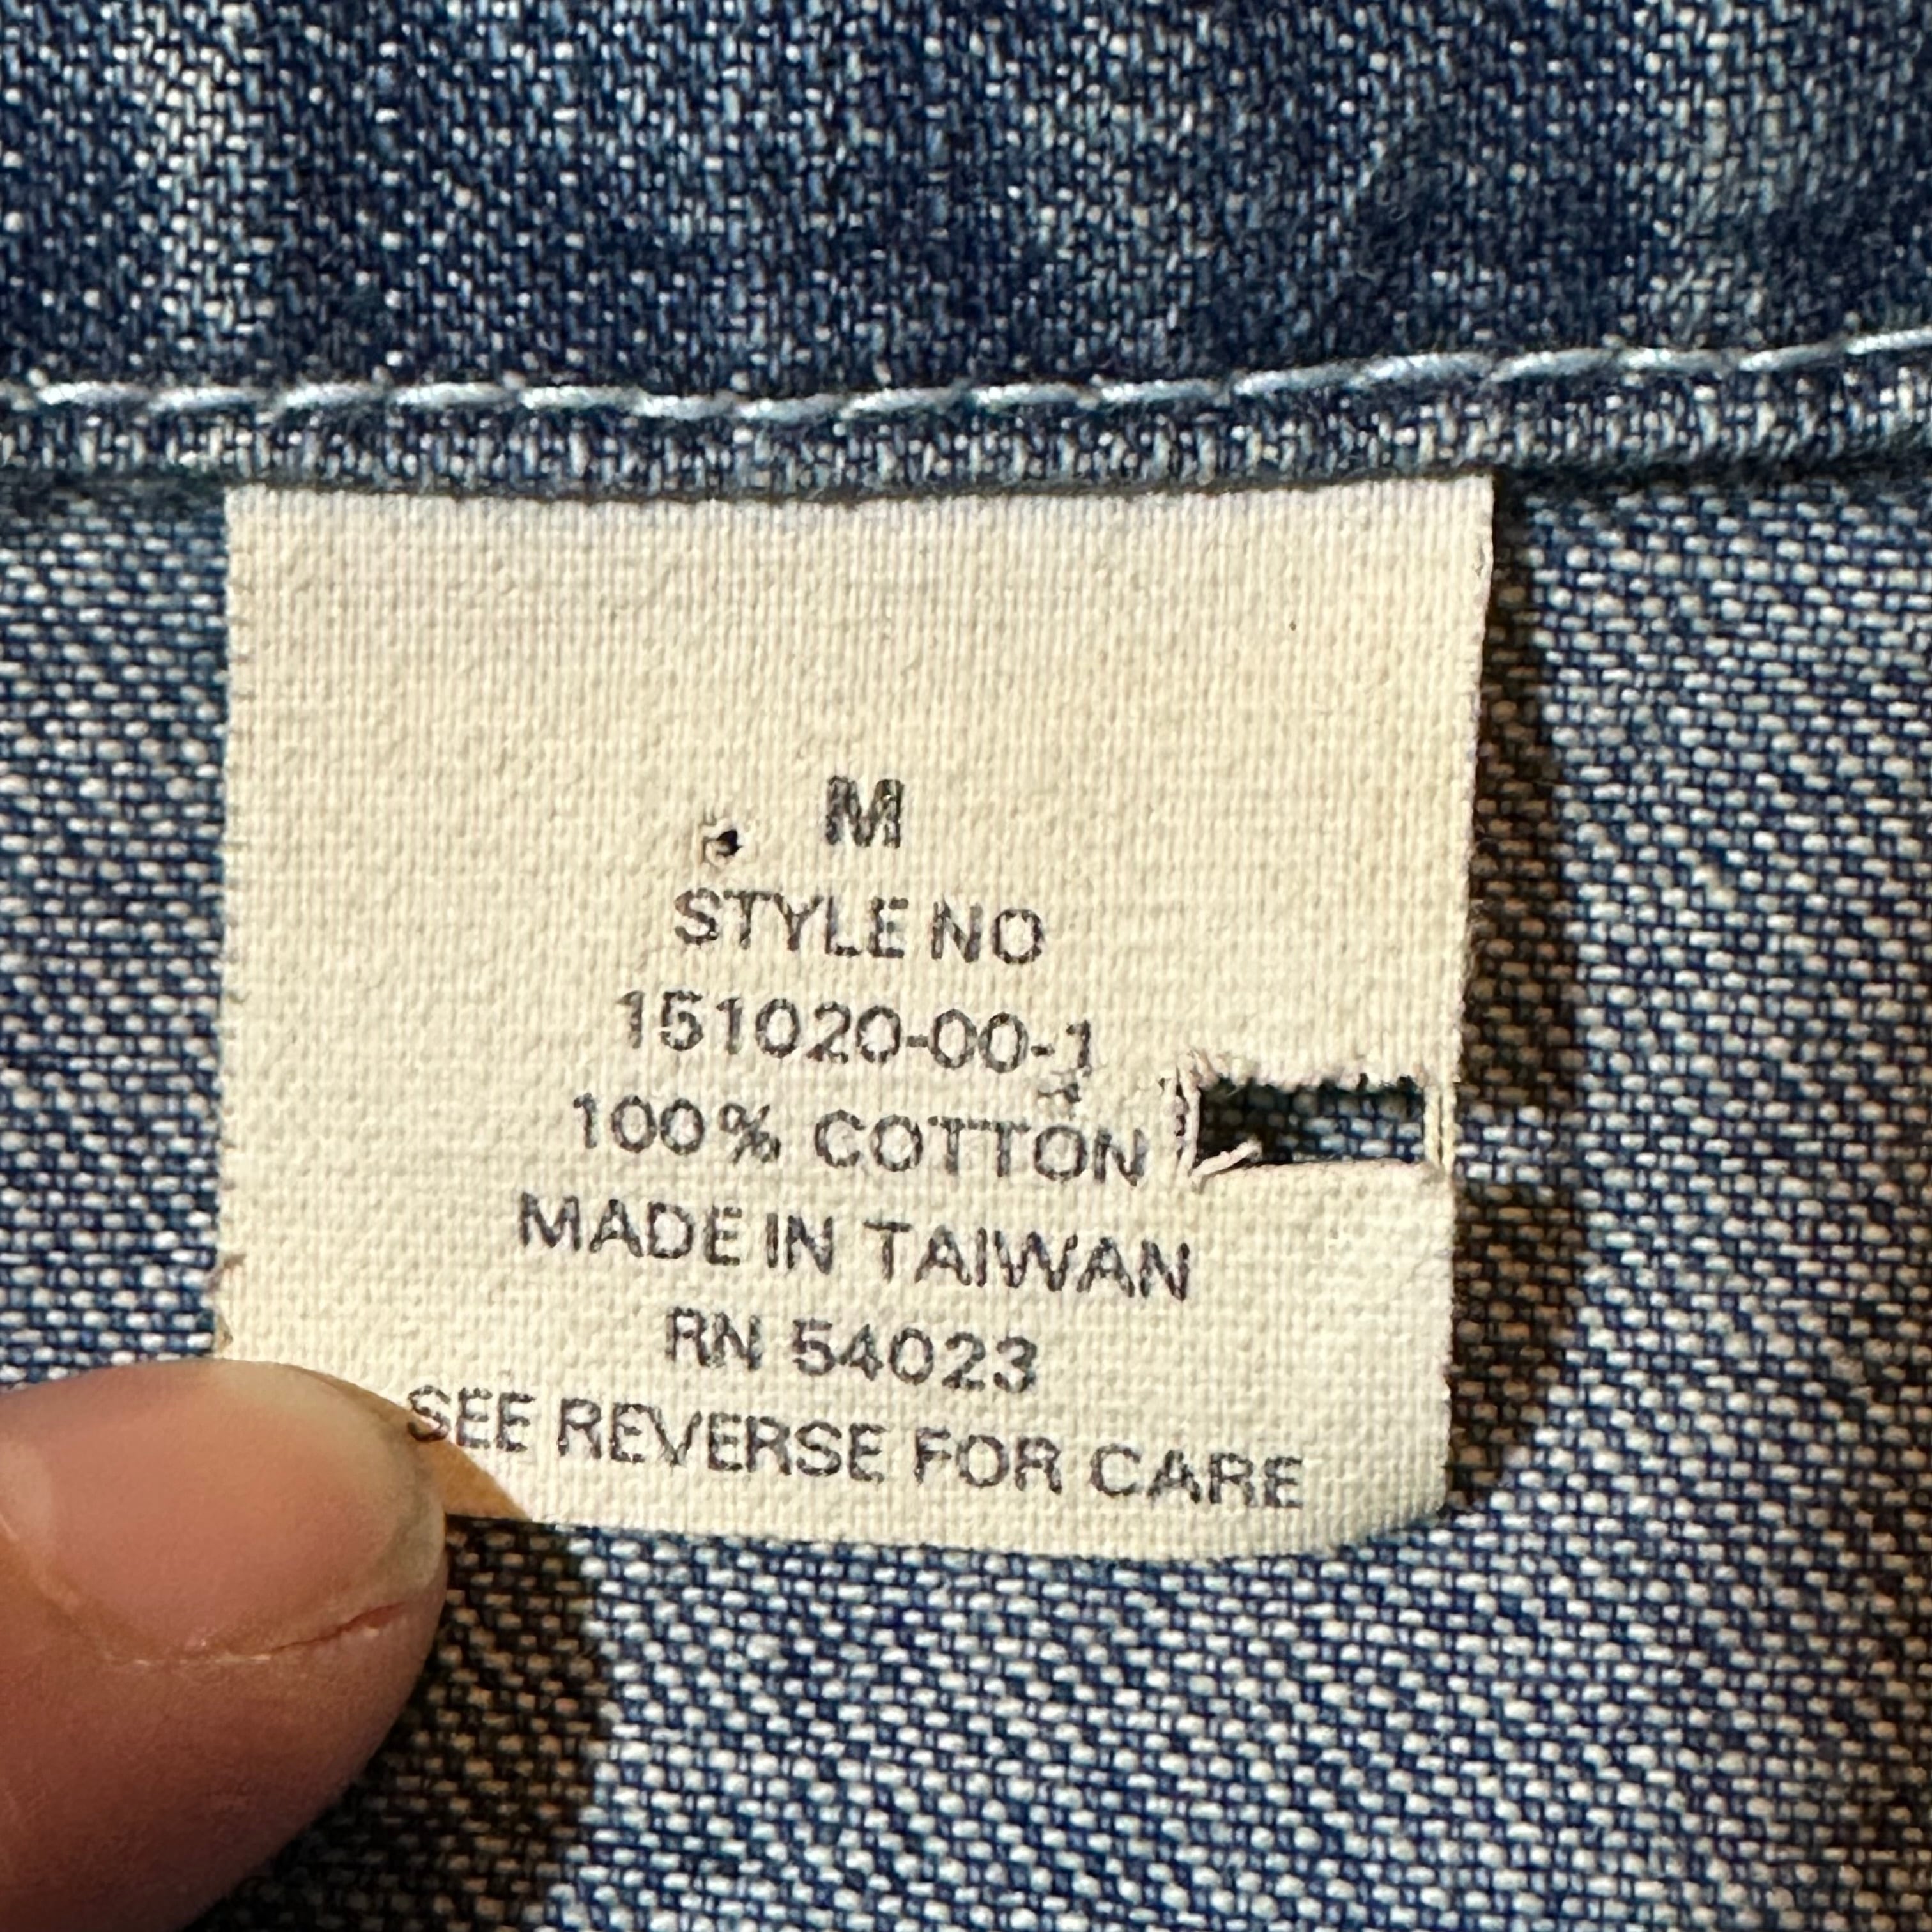 M
STYLE NO
151020-00-1
100% COTTON
MADE IN TAIWAN
RN 54023
SEE REVERSE FOR CARE